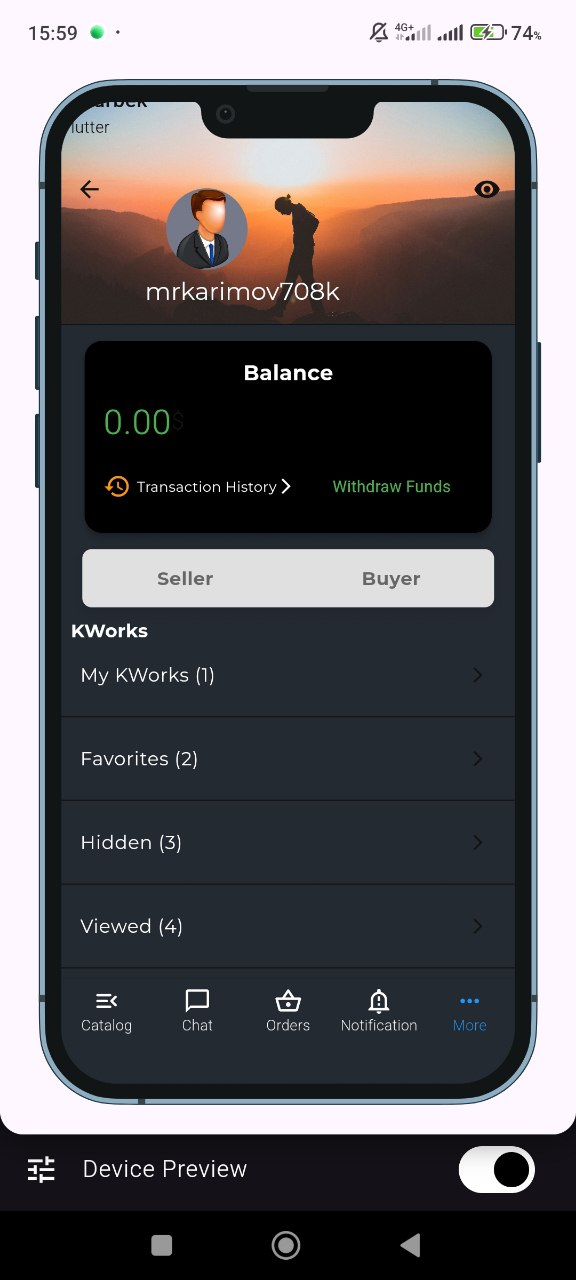 15:59
4G+
74%
lutter
mrkarimov708k
Balance
0.00$
Transaction History
Withdraw Funds
Seller
Buyer
KWorks
My KWorks (1)
Favorites (2)
Hidden (3)
Viewed (4)
Catalog
Chat
Orders
Notification
More
Device Preview